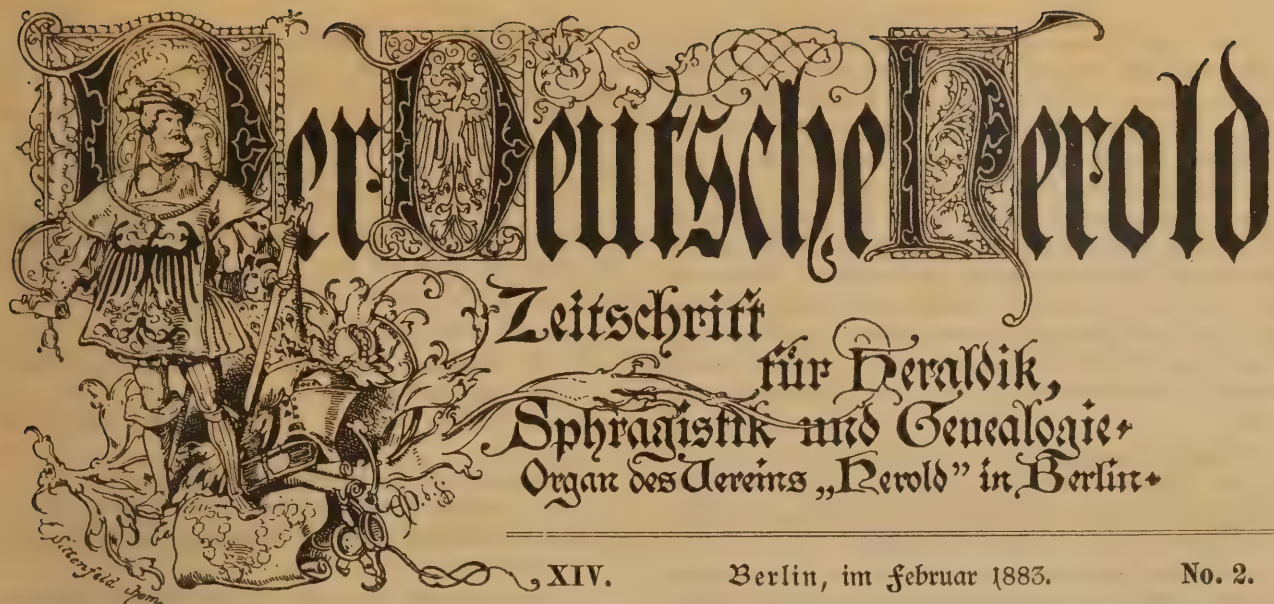 Der Deutsche Herold
Zeitschrift
für Heraldik,
Sphragistik und Genealogie.
Organ des Vereins „Herold” in Berlin.
XIV. Berlin, im Februar 1883. No. 2.